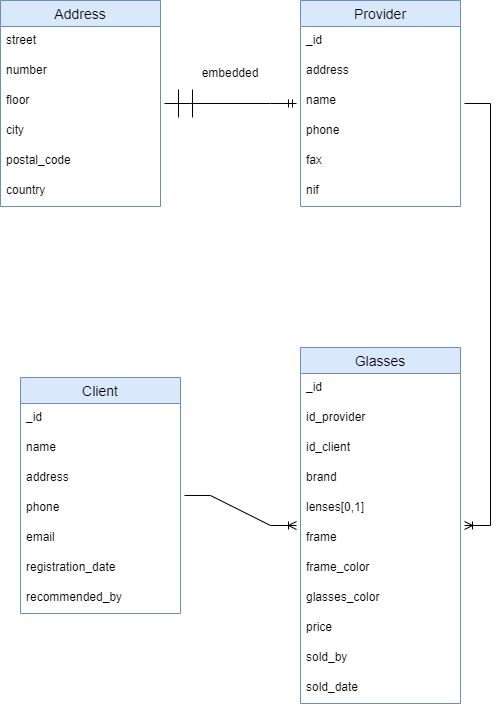 Address
street
number
floor
city
postal_code
country
embedded
Provider
_id
address
name
phone
fax
nif
Client
_id
name
address
phone
email
registration_date
recommended_by
Glasses
_id
id_provider
id_client
brand
lenses[0,1]
frame
frame_color
glasses_color
price
sold_by
sold_date